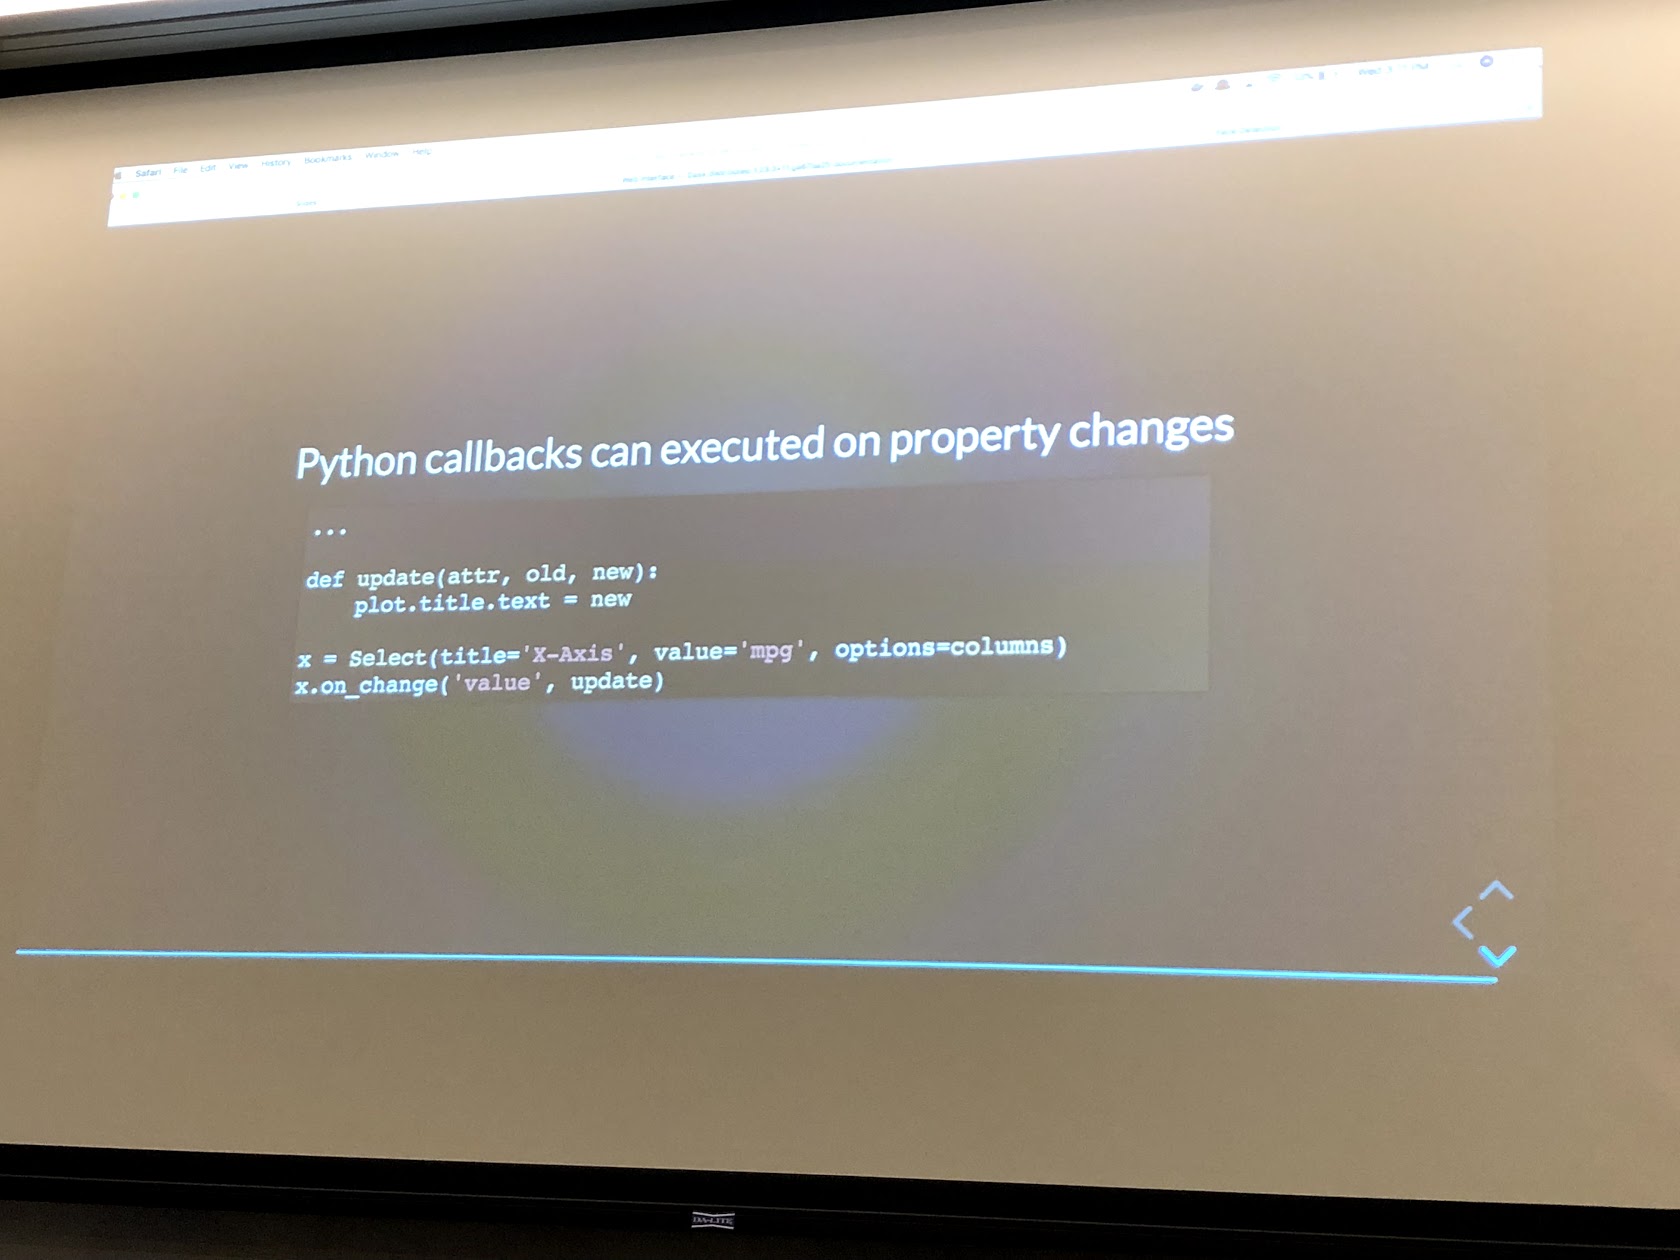 Safari File Edit View History Bookmarks Window Help
Python callbacks can executed on property changes
...
def update(attr, old, new):
    plot.title.text = new
x = Select(title='X-Axis', value='mpg', options=columns)
x.on_change('value', update)
DA-LITE